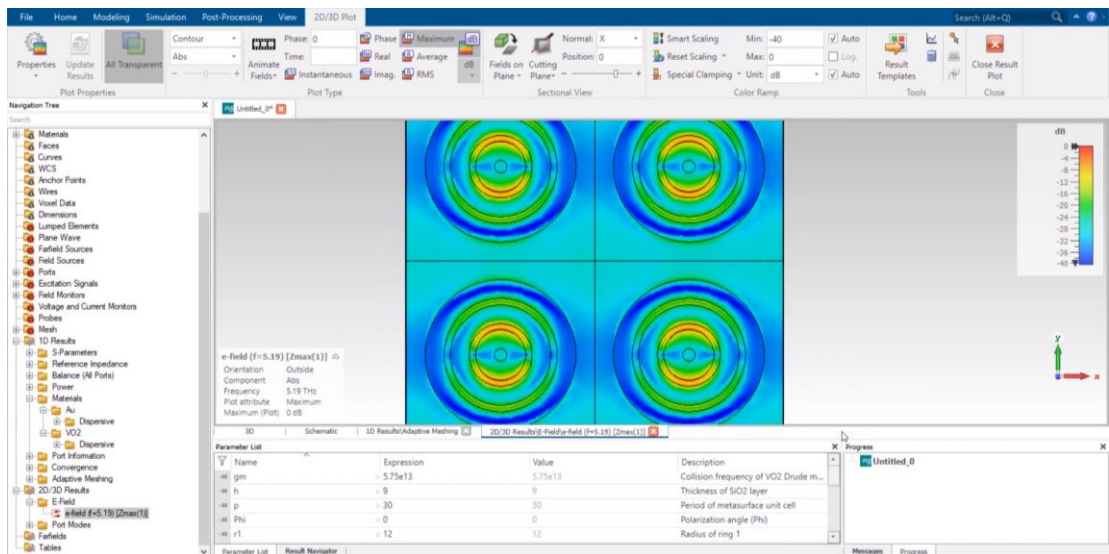 File Home Modeling Simulation Post-Processing View 2D/3D Plot Search (Alt+Q)
Properties
Update Results
All Transparent
Plot Properties
Contour
Abs
Animate Fields
Phase: 0
Time:
Instantaneous
Phase Maximum
Real Average
Imag. RMS
dB
dB
Plot Type
Fields on Plane
Cutting Plane
Normal: X
Position: 0
Sectional View
Smart Scaling
Reset Scaling
Special Clamping
Min: -40
Max: 0
Unit: dB
Auto
Log.
Auto
Color Ramp
Result Templates
Tools
Close Result Plot
Close
Navigation Tree
Search
Materials
Faces
Curves
WCS
Anchor Points
Wires
Voxel Data
Dimensions
Lumped Elements
Plane Wave
Farfield Sources
Field Sources
Ports
Excitation Signals
Field Monitors
Voltage and Current Monitors
Probes
Mesh
1D Results
S-Parameters
Reference Impedance
Balance (All Ports)
Power
Materials
Au
Dispersive
VO2
Dispersive
Port Information
Convergence
Adaptive Meshing
2D/3D Results
E-Field
e-field (f=5.19) [Zmax(1)]
Port Modes
Farfields
Tables
Untitled_0*
dB
0
-4
-8
-12
-16
-20
-24
-28
-32
-36
-40
y
x
e-field (f=5.19) [Zmax(1)]
Orientation Outside
Component Abs
Frequency 5.19 THz
Plot attribute Maximum
Maximum (Plot) 0 dB
3D Schematic 1D Results\Adaptive Meshing 2D/3D Results\E-Field\e-field (f=5.19) [Zmax(1)]
Parameter List
Name Expression Value Description
gm = 5.75e13 5.75e13 Collision frequency of VO2 Drude m...
h = 9 9 Thickness of SiO2 layer
p = 30 30 Period of metasurface unit cell
Phi = 0 0 Polarization angle (Phi)
r1 = 12 12 Radius of ring 1
Parameter List Result Navigator
Progress
Untitled_0
Messages Progress